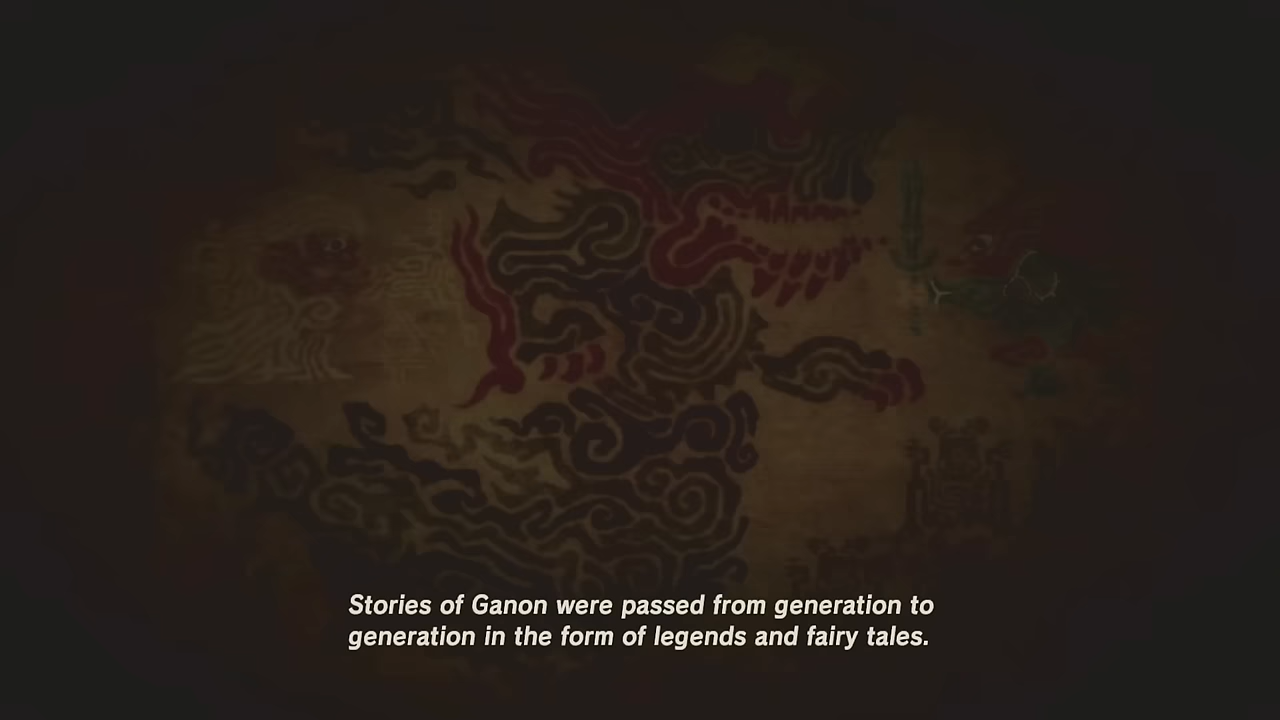 Stories of Ganon were passed from generation to
generation in the form of legends and fairy tales.